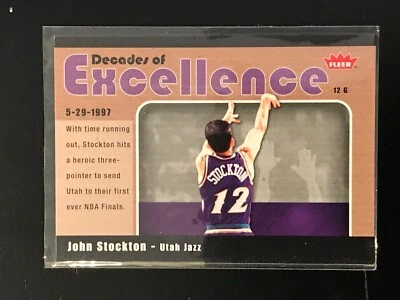 Decades of
Excellence
FLEER
12 G
5-29-1997
With time running
out, Stockton hits
a heroic three-
pointer to send
Utah to their first
ever NBA Finals.
STOCKTON
12
John Stockton - Utah Jazz